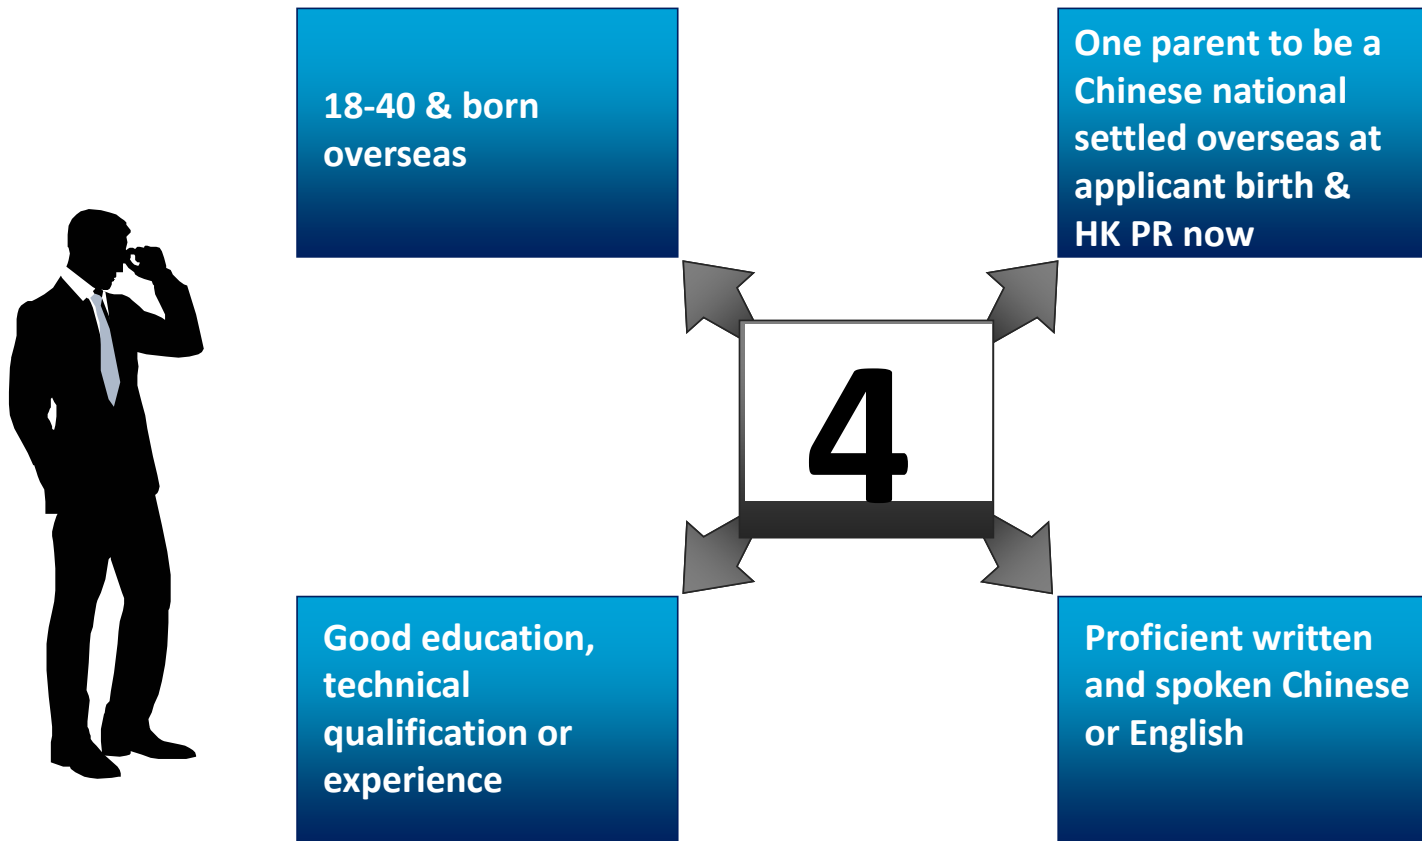 18-40 & born
overseas
One parent to be a
Chinese national
settled overseas at
applicant birth &
HK PR now
4
Good education,
technical
qualification or
experience
Proficient written
and spoken Chinese
or English